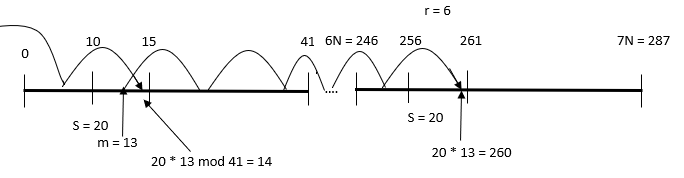 r = 6
0 10 15 41 6N = 246 256 261 7N = 287
S = 20 S = 20
m = 13
20 * 13 mod 41 = 14
20 * 13 = 260